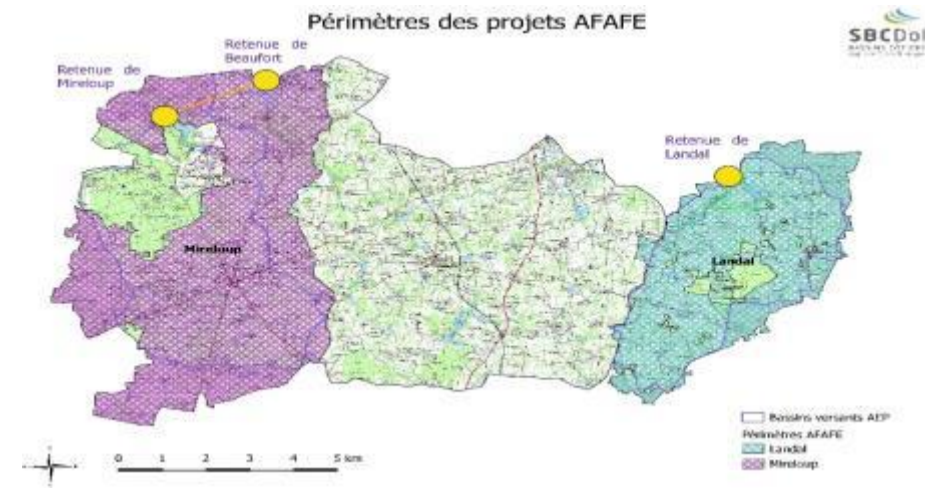 Périmètres des projets AFAFE
SBCDol
Retenue de
Beaufort
Retenue de
Mireloup
Retenue de
Landal
Mireloup
Landal
Bassins versants AEP
Périmètres AFAFE
Landal
Mireloup
0 1 2 3 4 5 km